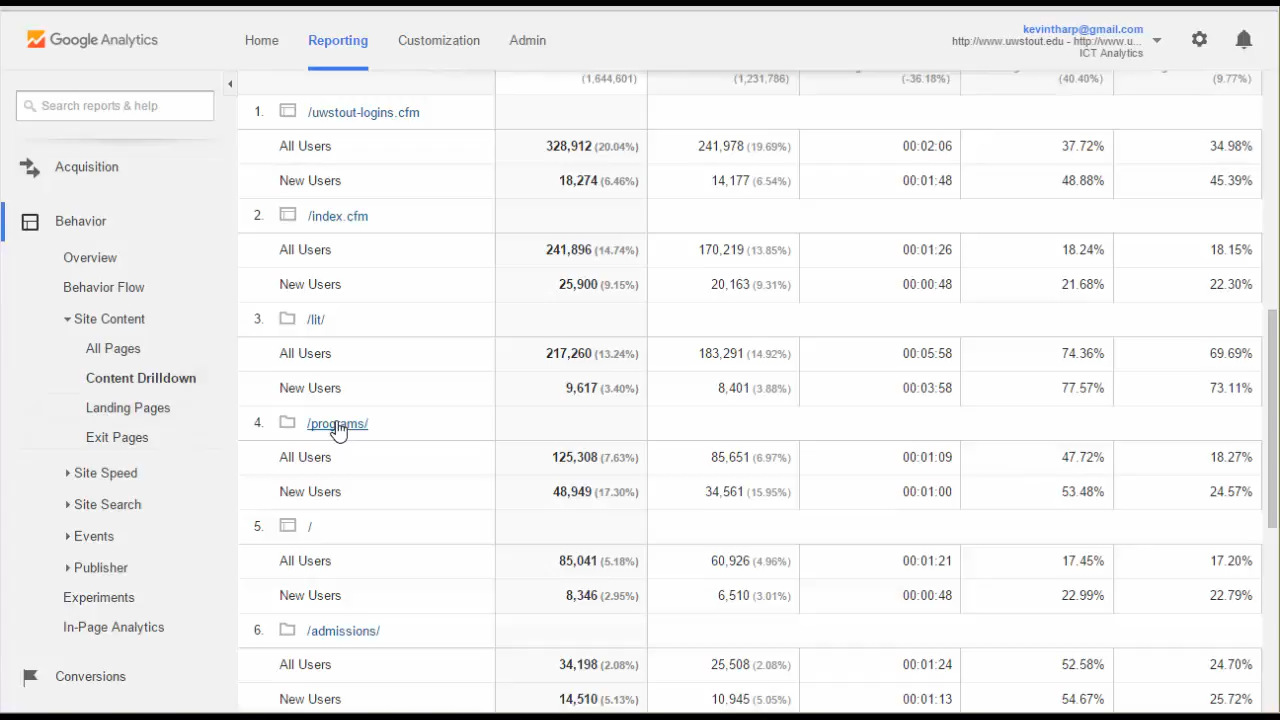 Google Analytics
Home Reporting Customization Admin
kevintharp@gmail.com
http://www.uwstout.edu - http://www.u...
ICT Analytics
Search reports & help
Acquisition
Behavior
Overview
Behavior Flow
Site Content
All Pages
Content Drilldown
Landing Pages
Exit Pages
Site Speed
Site Search
Events
Publisher
Experiments
In-Page Analytics
Conversions
(1,644,601) (1,231,786) (-36.18%) (40.40%) (9.77%)
1. /uwstout-logins.cfm
All Users 328,912 (20.04%) 241,978 (19.69%) 00:02:06 37.72% 34.98%
New Users 18,274 (6.46%) 14,177 (6.54%) 00:01:48 48.88% 45.39%
2. /index.cfm
All Users 241,896 (14.74%) 170,219 (13.85%) 00:01:26 18.24% 18.15%
New Users 25,900 (9.15%) 20,163 (9.31%) 00:00:48 21.68% 22.30%
3. /lit/
All Users 217,260 (13.24%) 183,291 (14.92%) 00:05:58 74.36% 69.69%
New Users 9,617 (3.40%) 8,401 (3.88%) 00:03:58 77.57% 73.11%
4. /programs/
All Users 125,308 (7.63%) 85,651 (6.97%) 00:01:09 47.72% 18.27%
New Users 48,949 (17.30%) 34,561 (15.95%) 00:01:00 53.48% 24.57%
5. /
All Users 85,041 (5.18%) 60,926 (4.96%) 00:01:21 17.45% 17.20%
New Users 8,346 (2.95%) 6,510 (3.01%) 00:00:48 22.99% 22.79%
6. /admissions/
All Users 34,198 (2.08%) 25,508 (2.08%) 00:01:24 52.58% 24.70%
New Users 14,510 (5.13%) 10,945 (5.05%) 00:01:13 54.67% 25.72%